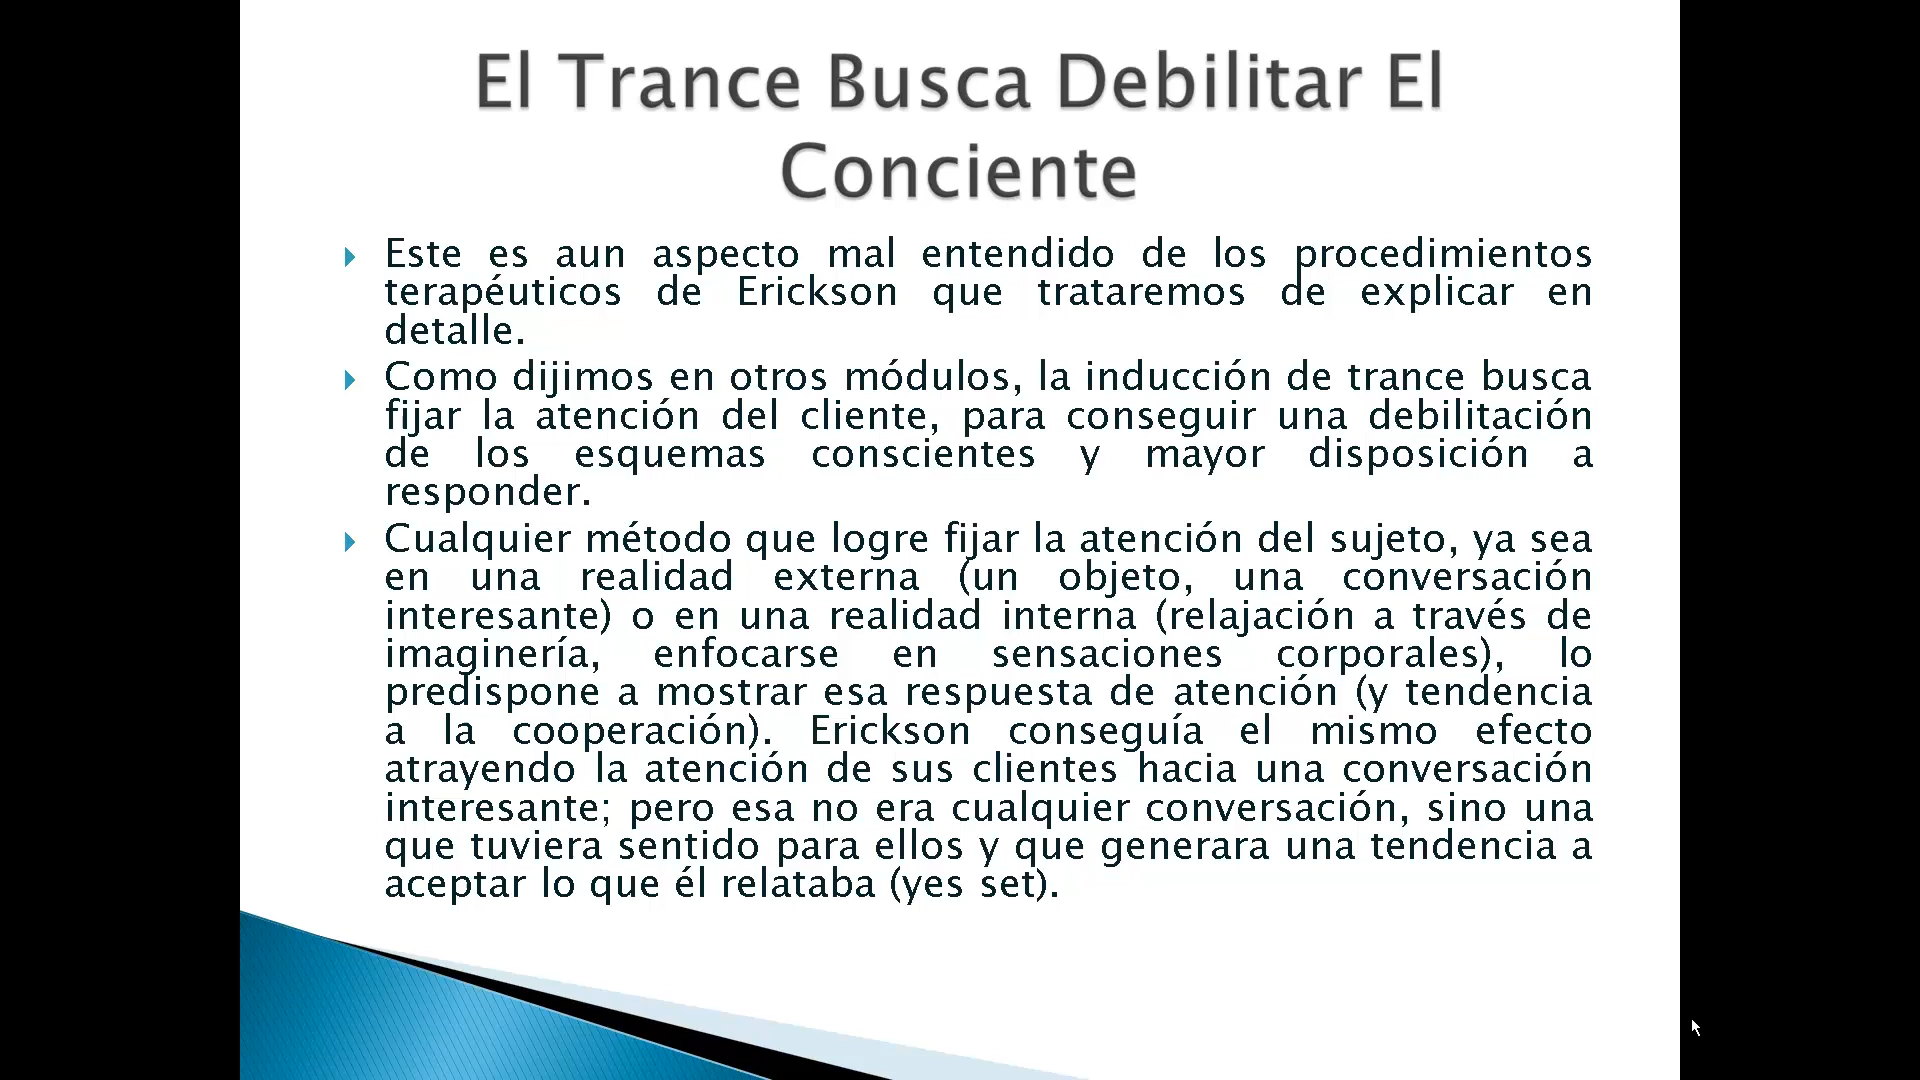 El Trance Busca Debilitar El
Conciente
Este es aun aspecto mal entendido de los procedimientos
terapéuticos de Erickson que trataremos de explicar en
detalle.
Como dijimos en otros módulos, la inducción de trance busca
fijar la atención del cliente, para conseguir una debilitación
de los esquemas conscientes y mayor disposición a
responder.
Cualquier método que logre fijar la atención del sujeto, ya sea
en una realidad externa (un objeto, una conversación
interesante) o en una realidad interna (relajación a través de
imaginería, enfocarse en sensaciones corporales), lo
predispone a mostrar esa respuesta de atención (y tendencia
a la cooperación). Erickson conseguía el mismo efecto
atrayendo la atención de sus clientes hacia una conversación
interesante; pero esa no era cualquier conversación, sino una
que tuviera sentido para ellos y que generara una tendencia a
aceptar lo que él relataba (yes set).